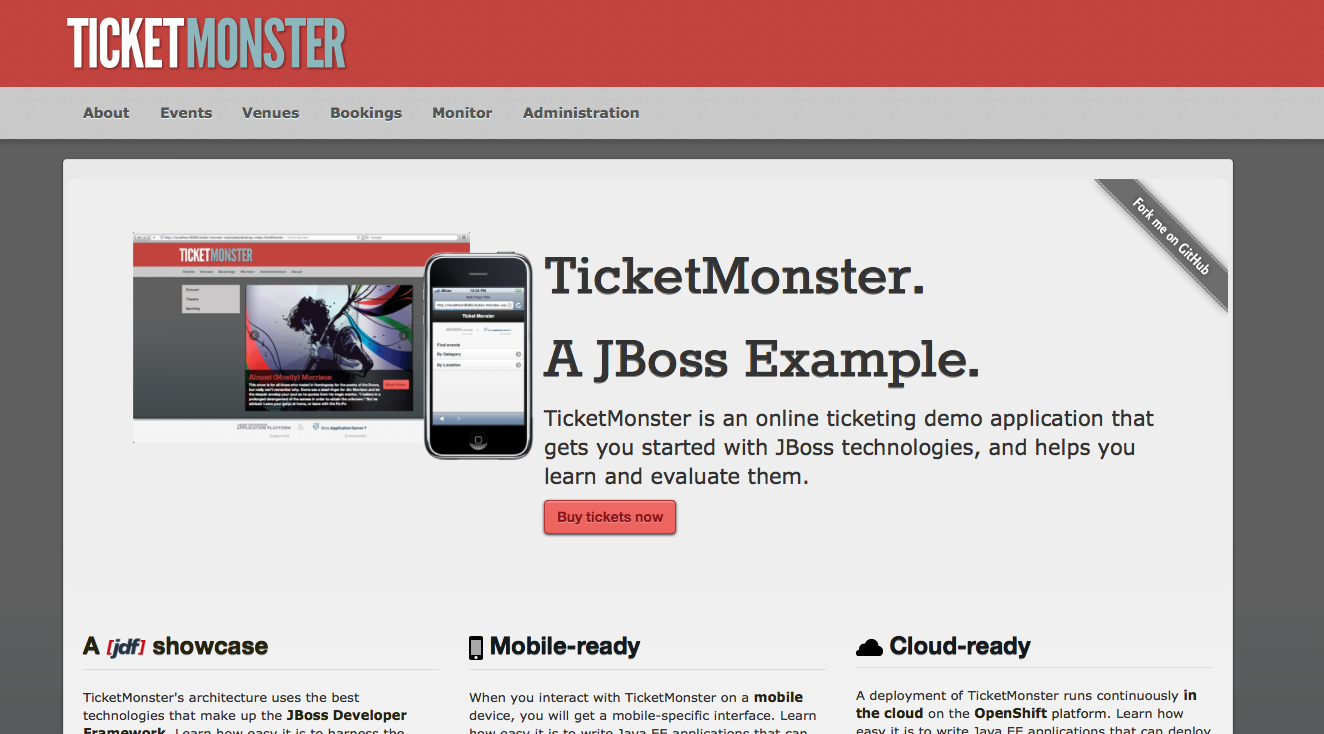 TICKETMONSTER
About Events Venues Bookings Monitor Administration
Fork me on GitHub
TICKETMONSTER
Almost (Mostly) Morrison
Ticket Monster
Find events
By Category
By Location
TicketMonster.
A JBoss Example.
TicketMonster is an online ticketing demo application that
gets you started with JBoss technologies, and helps you
learn and evaluate them.
Buy tickets now
A [jdf] showcase
TicketMonster's architecture uses the best
technologies that make up the JBoss Developer
Framework. Learn how easy it is to harness the
Mobile-ready
When you interact with TicketMonster on a mobile
device, you will get a mobile-specific interface. Learn
how easy it is to write Java EE applications that can
Cloud-ready
A deployment of TicketMonster runs continuously in
the cloud on the OpenShift platform. Learn how
easy it is to write Java EE applications that can deploy